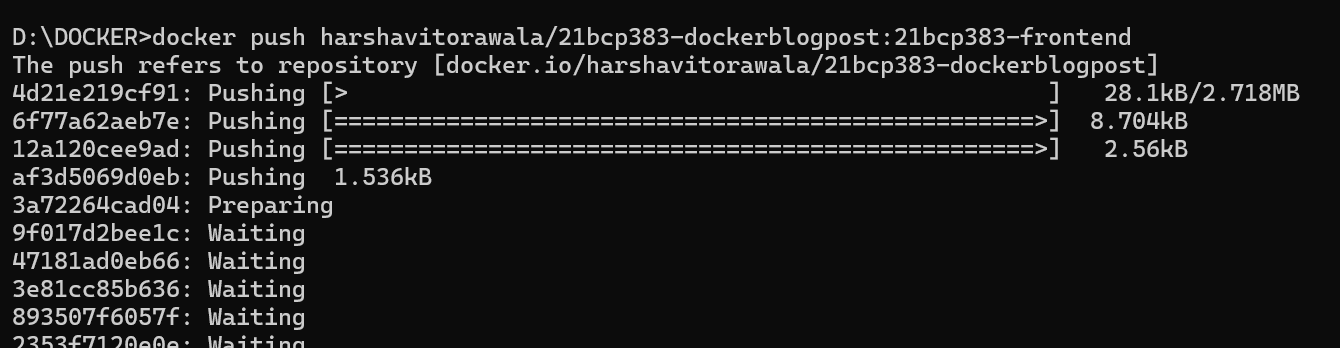 D:\DOCKER>docker push harshavitorawala/21bcp383-dockerblogpost:21bcp383-frontend
The push refers to repository [docker.io/harshavitorawala/21bcp383-dockerblogpost]
4d21e219cf91: Pushing [>                                                  ]   28.1kB/2.718MB
6f77a62aeb7e: Pushing [==================================================>]  8.704kB
12a120cee9ad: Pushing [==================================================>]   2.56kB
af3d5069d0eb: Pushing  1.536kB
3a72264cad04: Preparing
9f017d2bee1c: Waiting
47181ad0eb66: Waiting
3e81cc85b636: Waiting
893507f6057f: Waiting
2353f7120e0e: Waiting